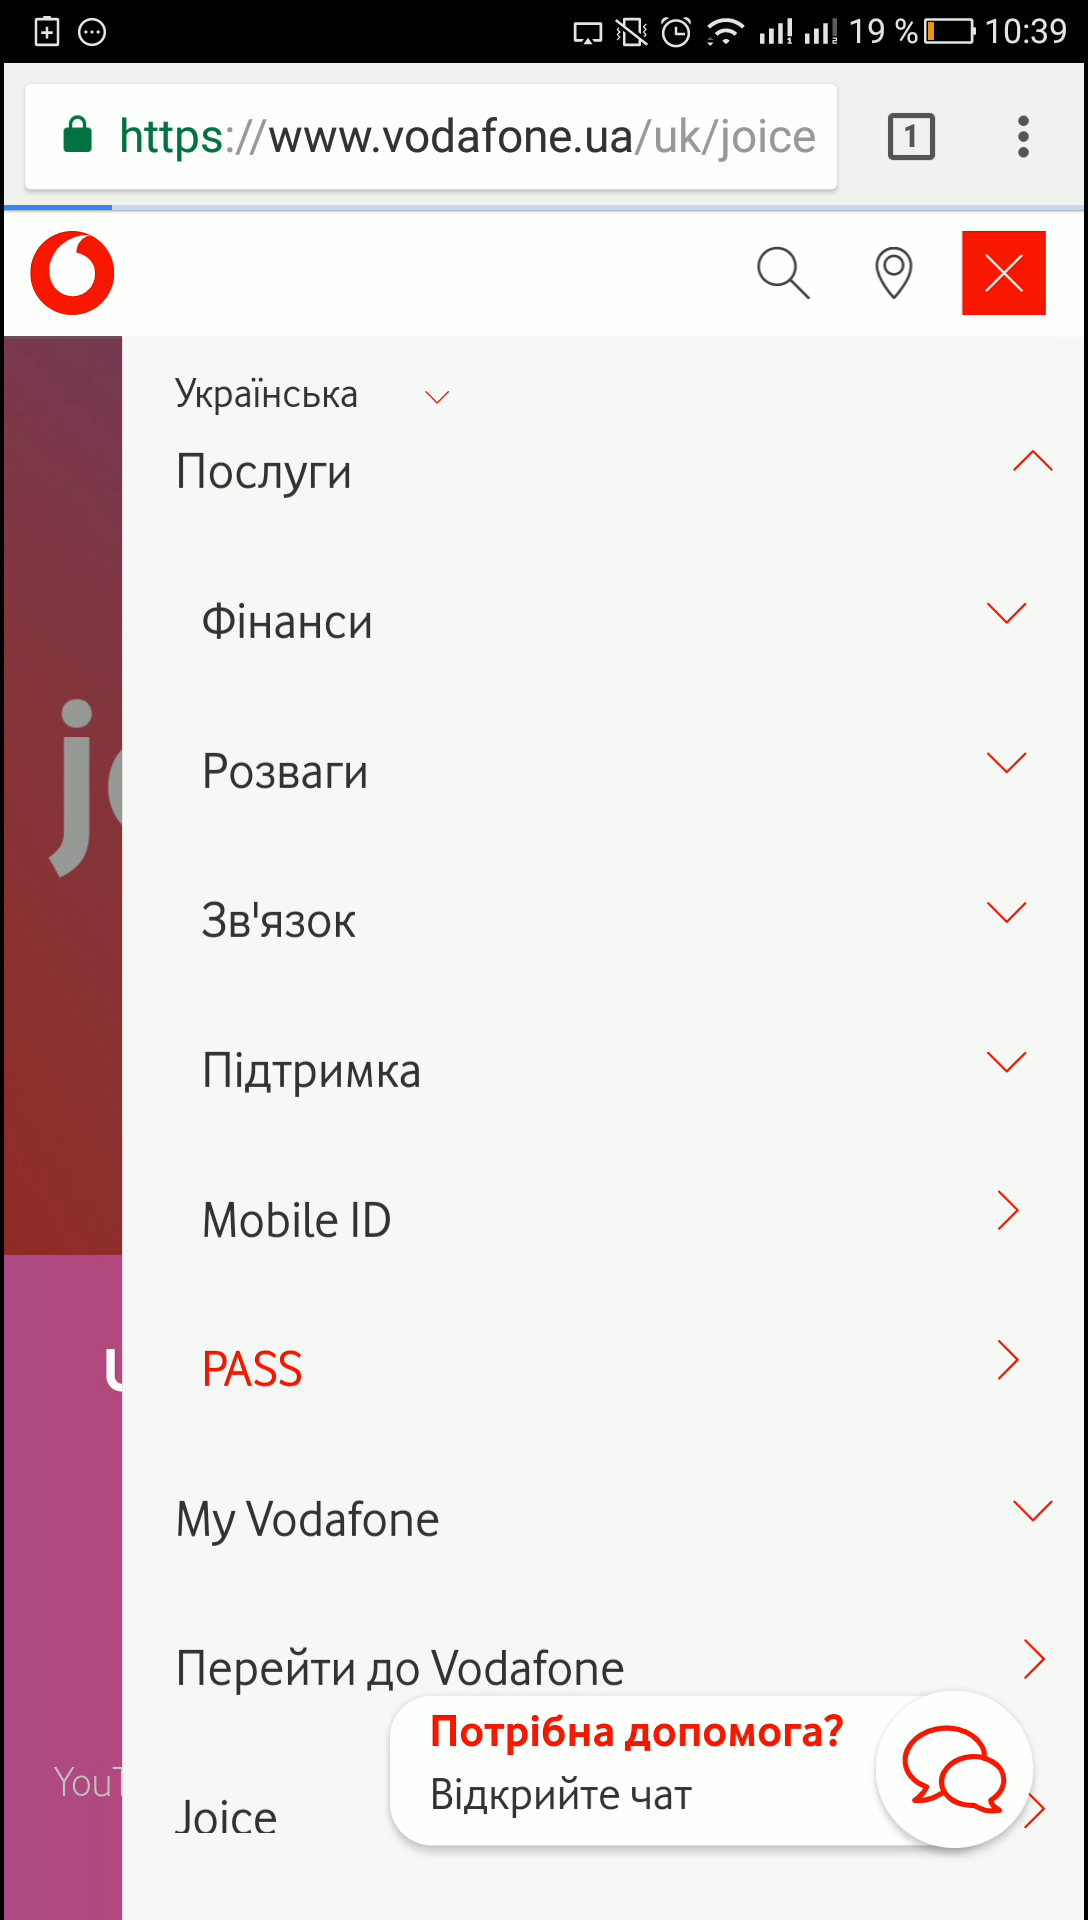 19 % 10:39
https://www.vodafone.ua/uk/joice
1
Українська
Послуги
Фінанси
Розваги
Зв'язок
Підтримка
Mobile ID
PASS
My Vodafone
Перейти до Vodafone
Потрібна допомога?
Відкрийте чат
Joice